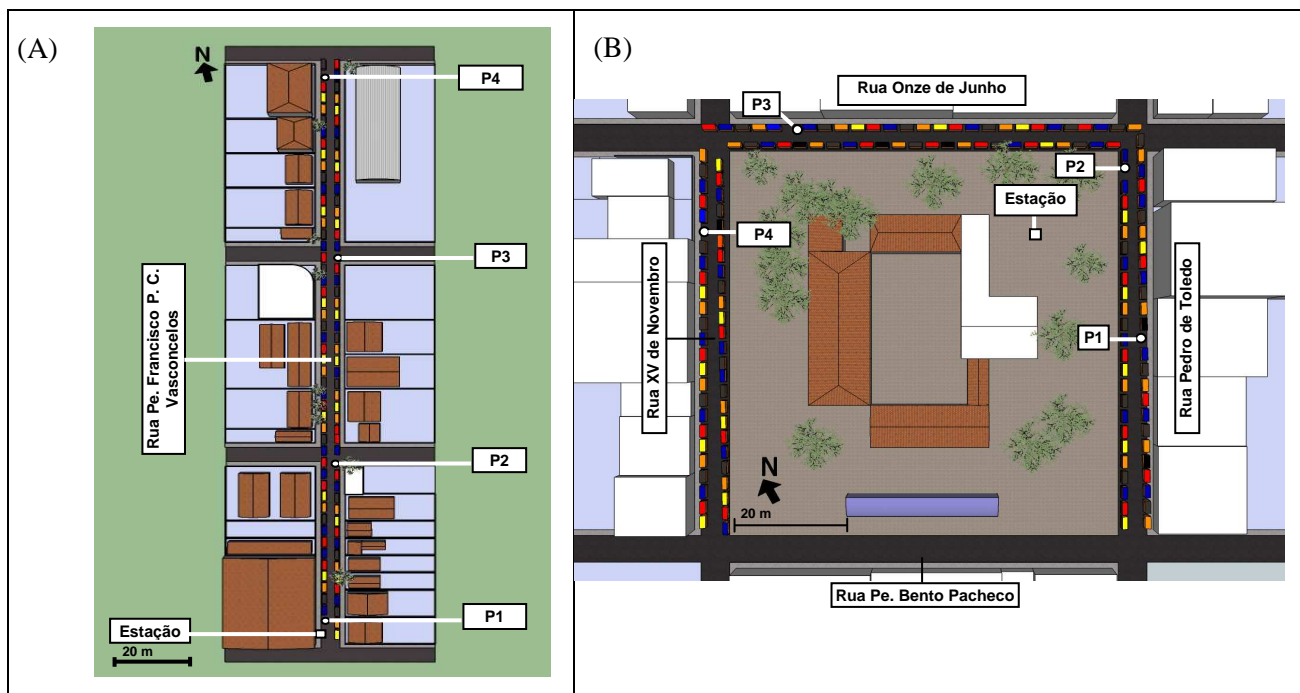 (A)
N
P4
P3
Rua Pe. Francisco P. C.
Vasconcelos
P2
P1
Estação
20 m
(B)
Rua Onze de Junho
P3
P2
Estação
P4
Rua XV de Novembro
P1
Rua Pedro de Toledo
N
20 m
Rua Pe. Bento Pacheco